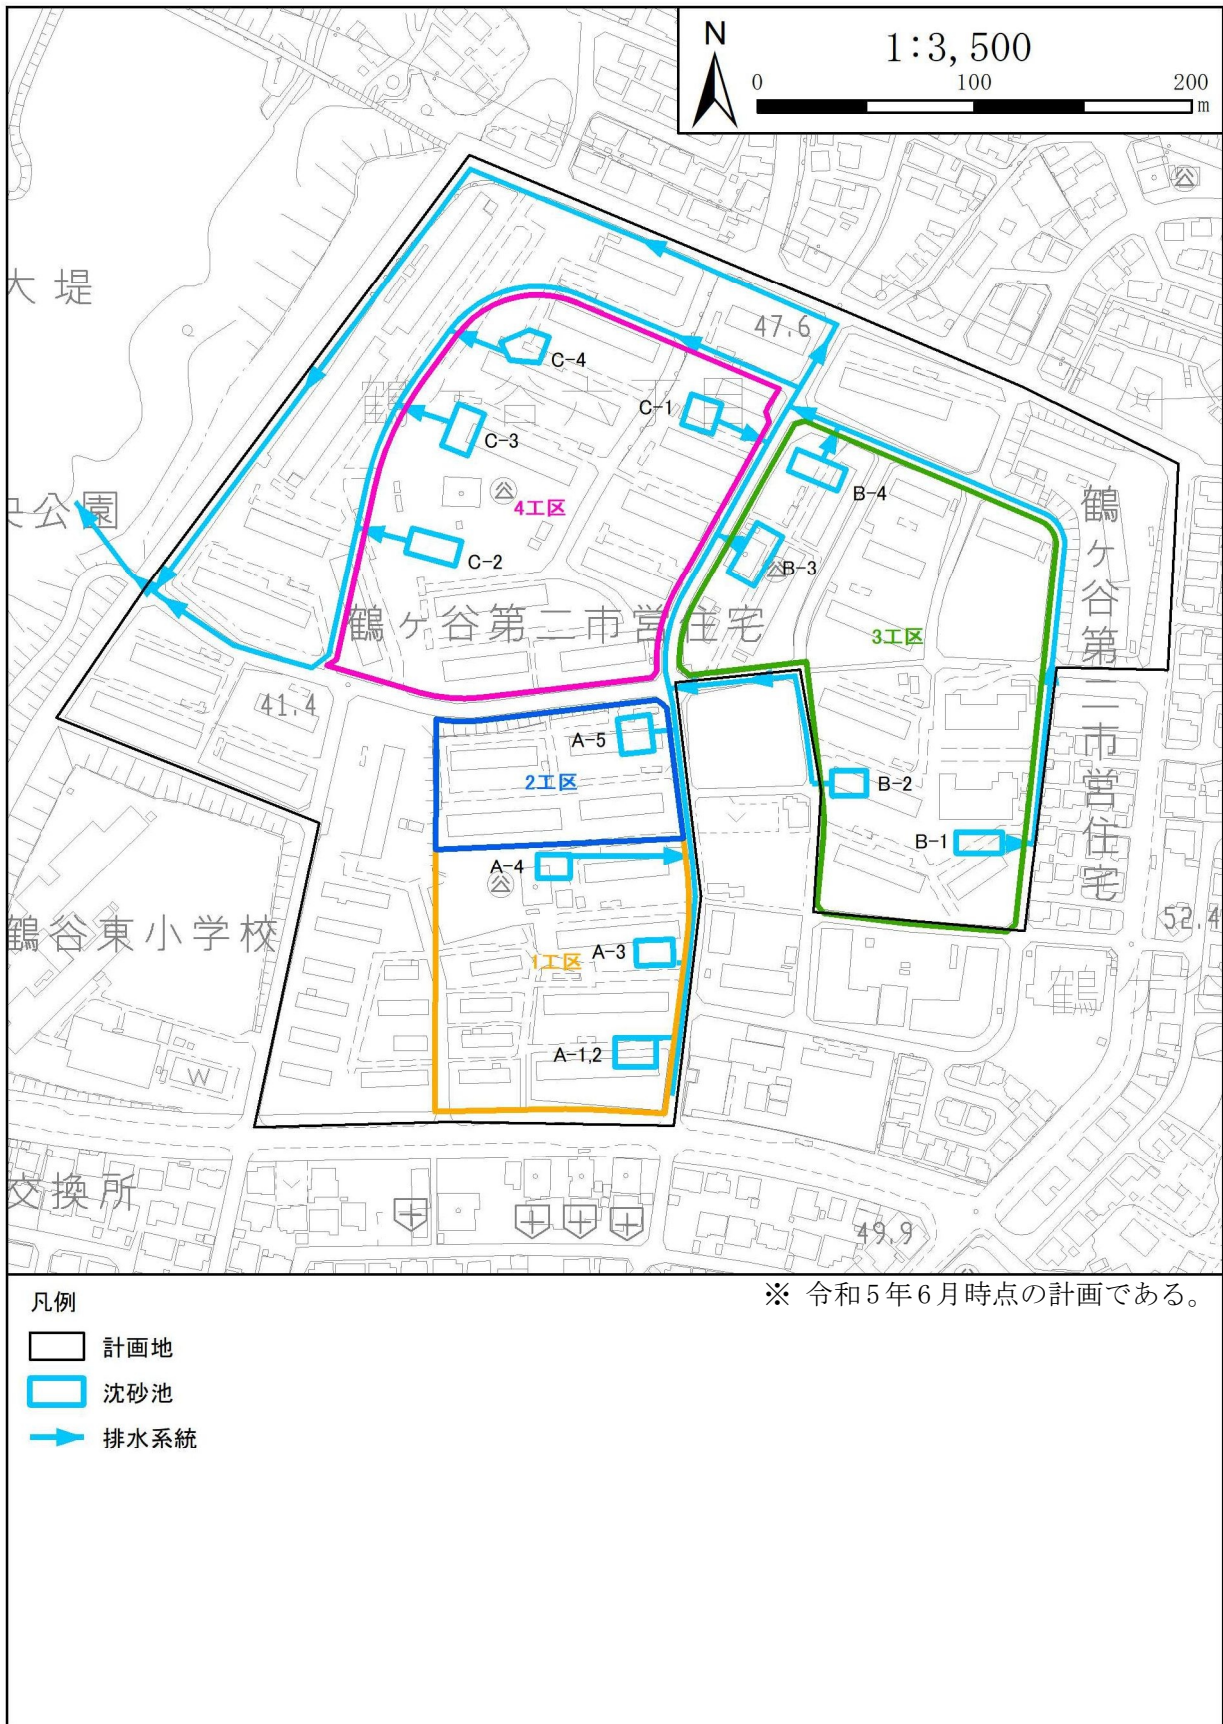 N
1:3,500
0 100 200
m
大堤
47.6
C-4
C-1
C-3
B-4
4工区
央公園
鶴ヶ谷第二市営住宅
C-2
B-3
鶴ヶ谷第二市営住宅
3工区
41.4
A-5
2工区
B-2
B-1
A-4
52.4
鶴谷東小学校
A-3
1工区
A-1,2
W
交換所
49.9
凡例
※ 令和5年6月時点の計画である。
計画地
沈砂池
排水系統